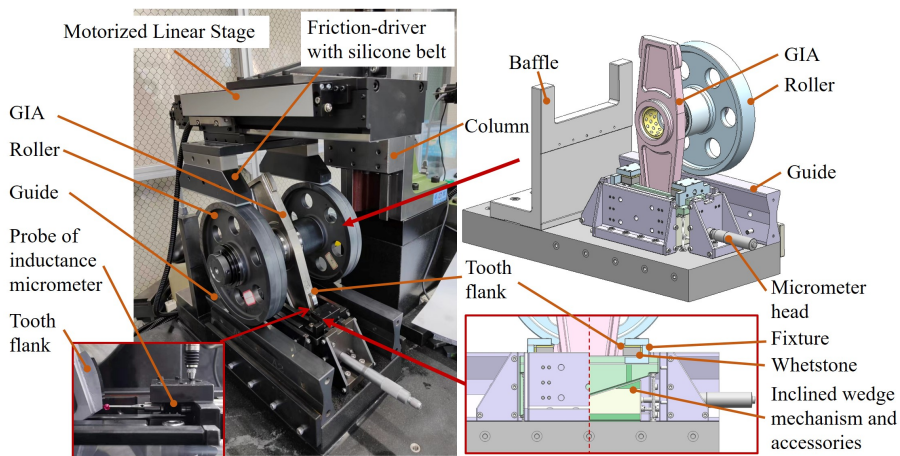 Motorized Linear Stage
Friction-driver
with silicone belt
GIA
Roller
Guide
Probe of
inductance
micrometer
Tooth
flank
Column
Tooth
flank
Baffle
GIA
Roller
Guide
Micrometer
head
Fixture
Whetstone
Inclined wedge
mechanism and
accessories